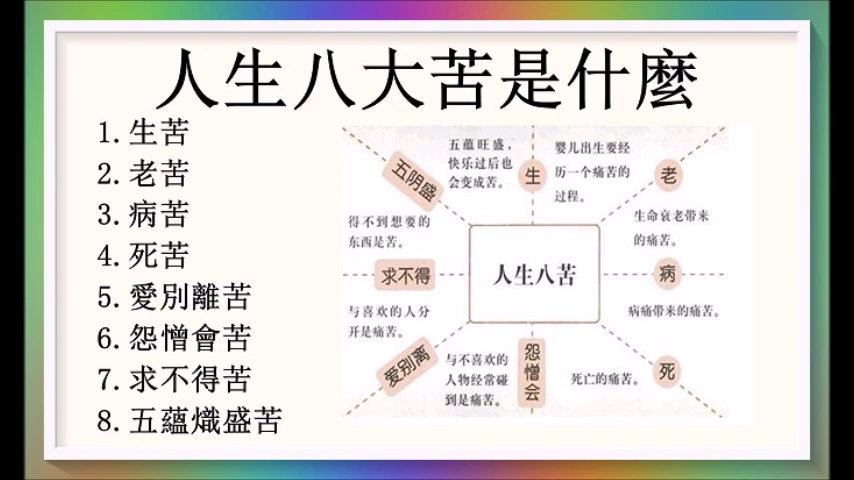 人生八大苦是什麼
1.生苦
2.老苦
3.病苦
4.死苦
5.愛別離苦
6.怨憎會苦
7.求不得苦
8.五蘊熾盛苦
五阴盛
五蕴旺盛，
快乐过后也
会变成苦。
生
婴儿出生要经
历一个痛苦的
过程。
老
生命衰老带来
的痛苦。
得不到想要的
东西是苦。
求不得
人生八苦
病
病痛带来的痛苦。
与喜欢的人分
开是痛苦。
爱别离
与不喜欢的
人物经常碰
到是痛苦。
怨憎会
死亡的痛苦。
死